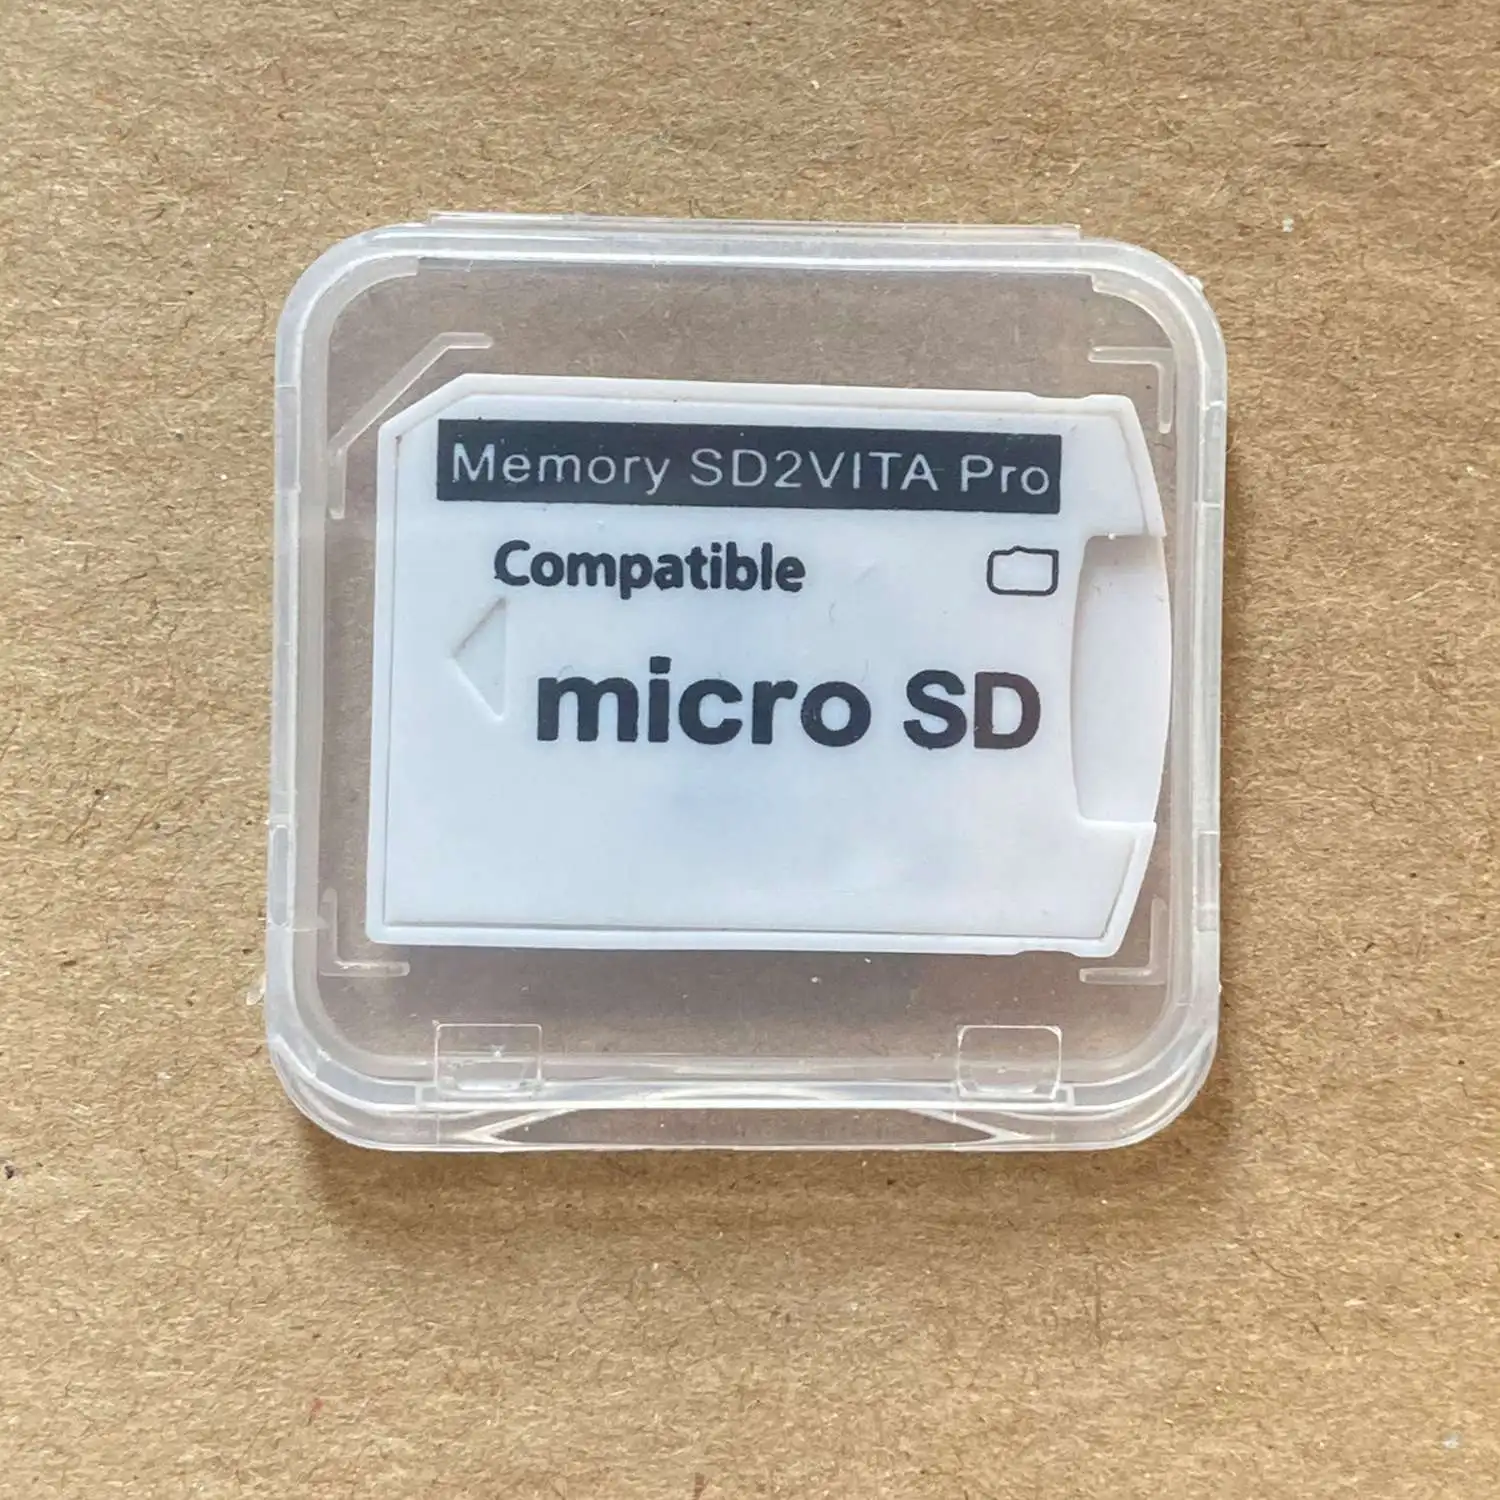 Memory SD2VITA Pro
Compatible
micro SD